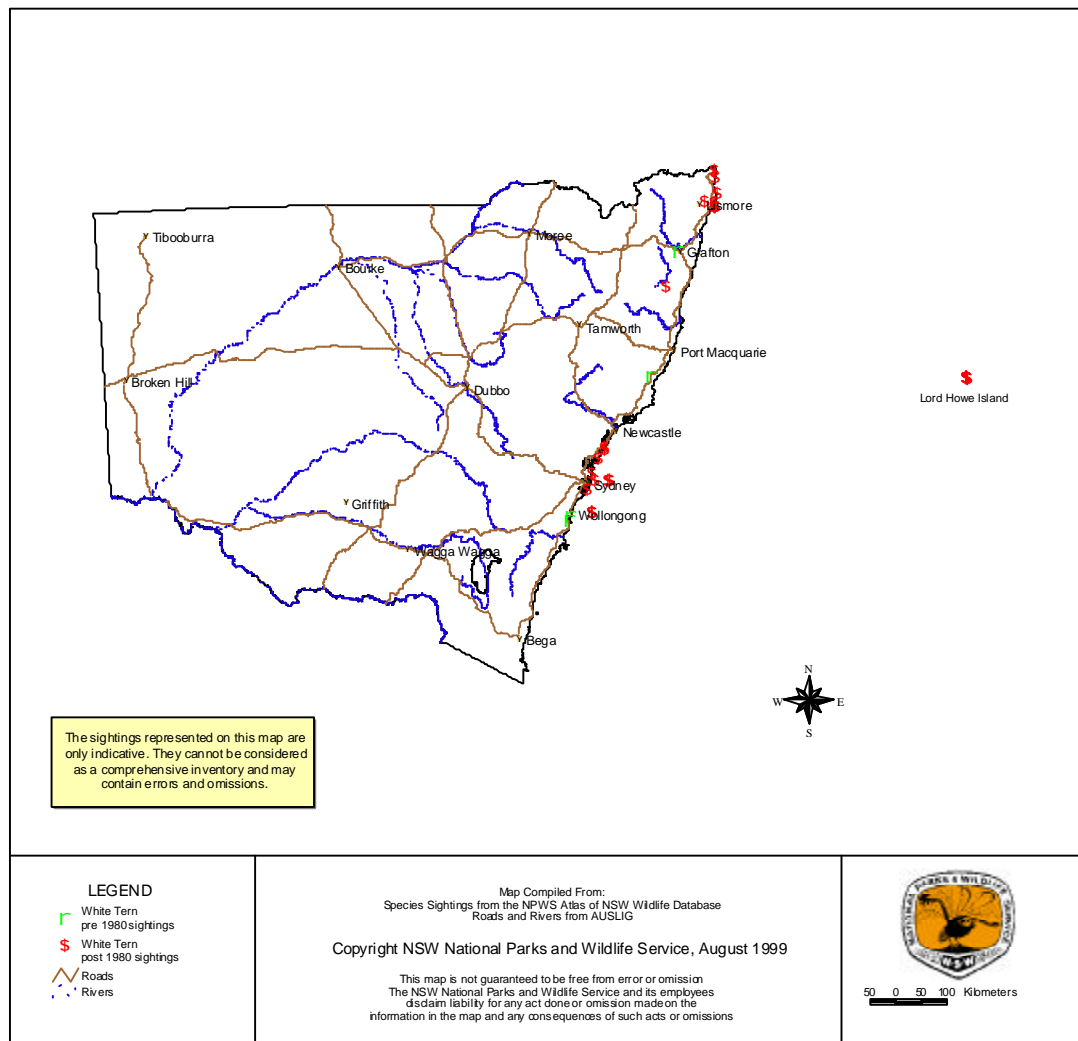 Lismore
Tibooburra
Moree
Grafton
Bourke
Tamworth
Port Macquarie
Broken Hill
Dubbo
Lord Howe Island
Newcastle
Sydney
Griffith
Wollongong
Wagga Wagga
Bega
N
W E
S
The sightings represented on this map are
only indicative. They cannot be considered
as a comprehensive inventory and may
contain errors and omissions.
LEGEND
r White Tern
pre 1980 sightings
$ White Tern
post 1980 sightings
Roads
Rivers
Map Compiled From:
Species Sightings from the NPWS Atlas of NSW Wildlife Database
Roads and Rivers from AUSLIG
Copyright NSW National Parks and Wildlife Service, August 1999
This map is not guaranteed to be free from error or omission
The NSW National Parks and Wildlife Service and its employees
disclaim liability for any act done or omission made on the
information in the map and any consequences of such acts or omissions
NATIONAL PARKS & WILDLIFE SERVICE
NSW
50 0 50 100 Kilometers